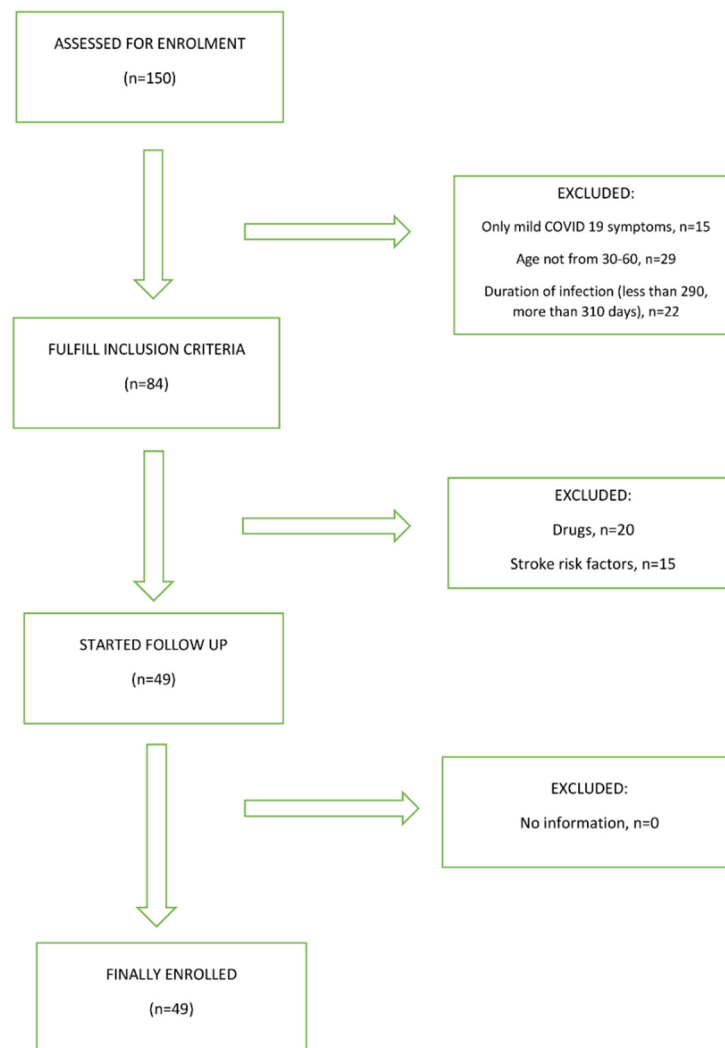 ASSESSED FOR ENROLMENT
(n=150)
EXCLUDED:
Only mild COVID 19 symptoms, n=15
Age not from 30-60, n=29
Duration of infection (less than 290,
more than 310 days), n=22
FULFILL INCLUSION CRITERIA
(n=84)
EXCLUDED:
Drugs, n=20
Stroke risk factors, n=15
STARTED FOLLOW UP
(n=49)
EXCLUDED:
No information, n=0
FINALLY ENROLLED
(n=49)